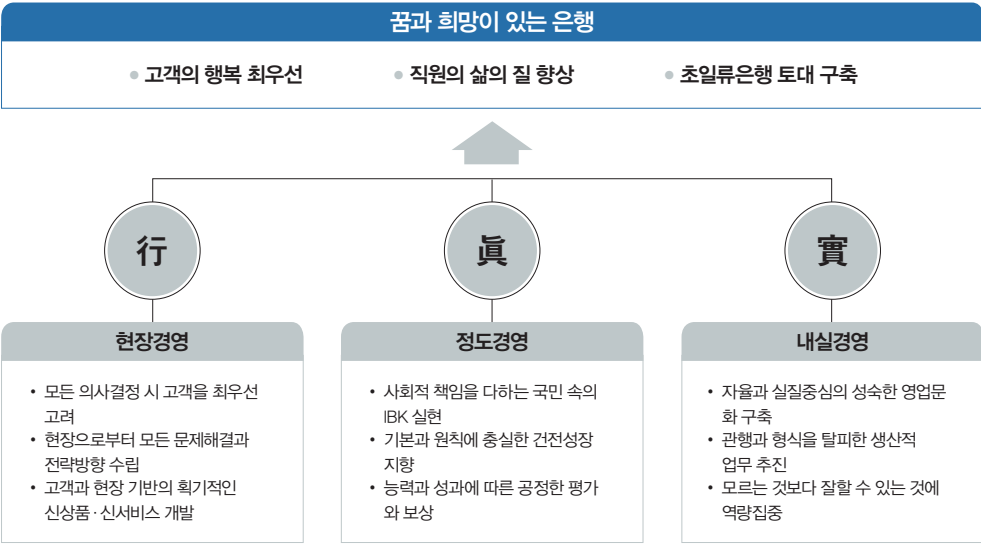 꿈과 희망이 있는 은행
• 고객의 행복 최우선 • 직원의 삶의 질 향상 • 초일류은행 토대 구축
行 眞 實
현장경영
• 모든 의사결정 시 고객을 최우선
고려
• 현장으로부터 모든 문제해결과
전략방향 수립
• 고객과 현장 기반의 획기적인
신상품·신서비스 개발
정도경영
• 사회적 책임을 다하는 국민 속의
IBK 실현
• 기본과 원칙에 충실한 건전성장
지향
• 능력과 성과에 따른 공정한 평가
와 보상
내실경영
• 자율과 실질중심의 성숙한 영업문
화 구축
• 관행과 형식을 탈피한 생산적
업무 추진
• 모르는 것보다 잘할 수 있는 것에
역량집중